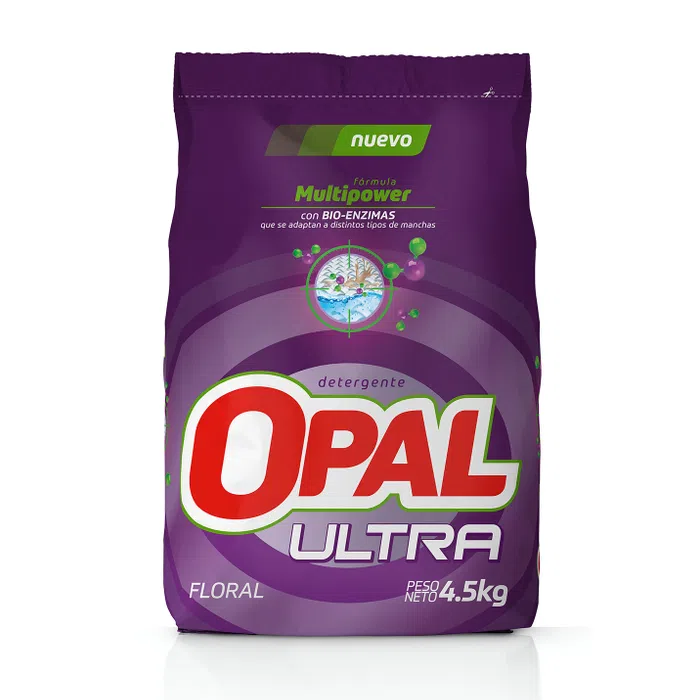 nuevo
fórmula
Multipower
con BIO-ENZIMAS
que se adaptan a distintos tipos de manchas
detergente
OPAL
ULTRA
FLORAL
PESO NETO 4.5kg